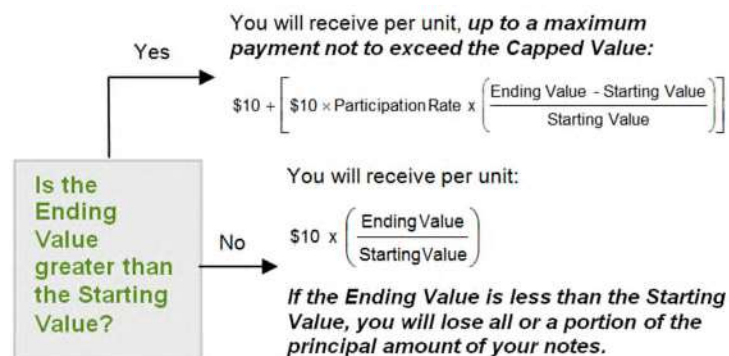 You will receive per unit, up to a maximum
payment not to exceed the Capped Value:
Yes
$10 + [ $10 × Participation Rate x ( Ending Value - Starting Value / Starting Value ) ]
Is the
Ending
Value
greater than
the Starting
Value?
No
You will receive per unit:
$10 x ( Ending Value / Starting Value )
If the Ending Value is less than the Starting
Value, you will lose all or a portion of the
principal amount of your notes.